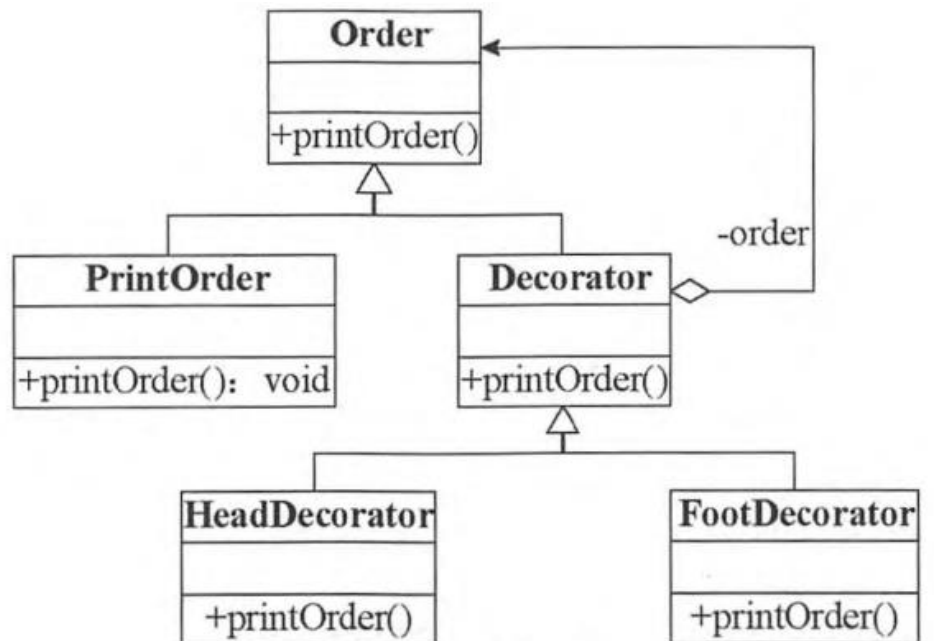 Order
+printOrder()
-order
PrintOrder
+printOrder()：void
Decorator
+printOrder()
HeadDecorator
+printOrder()
FootDecorator
+printOrder()